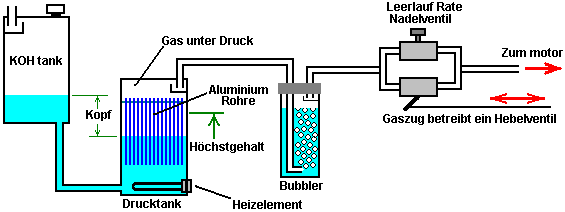 Leerlauf Rate
Nadelventil
KOH tank
Gas unter Druck
Zum motor
Aluminium
Rohre
Kopf
Gaszug betreibt ein Hebelventil
Höchstgehalt
Bubbler
Drucktank
Heizelement